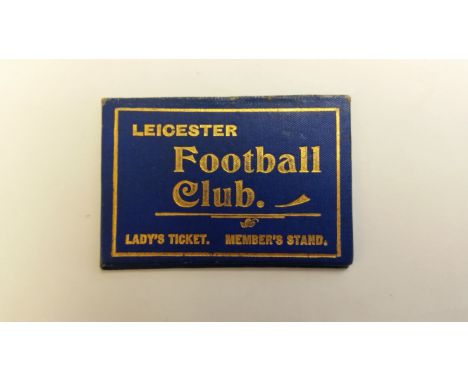 LEICESTER
Football
Club.
LADY'S TICKET. MEMBER'S STAND.